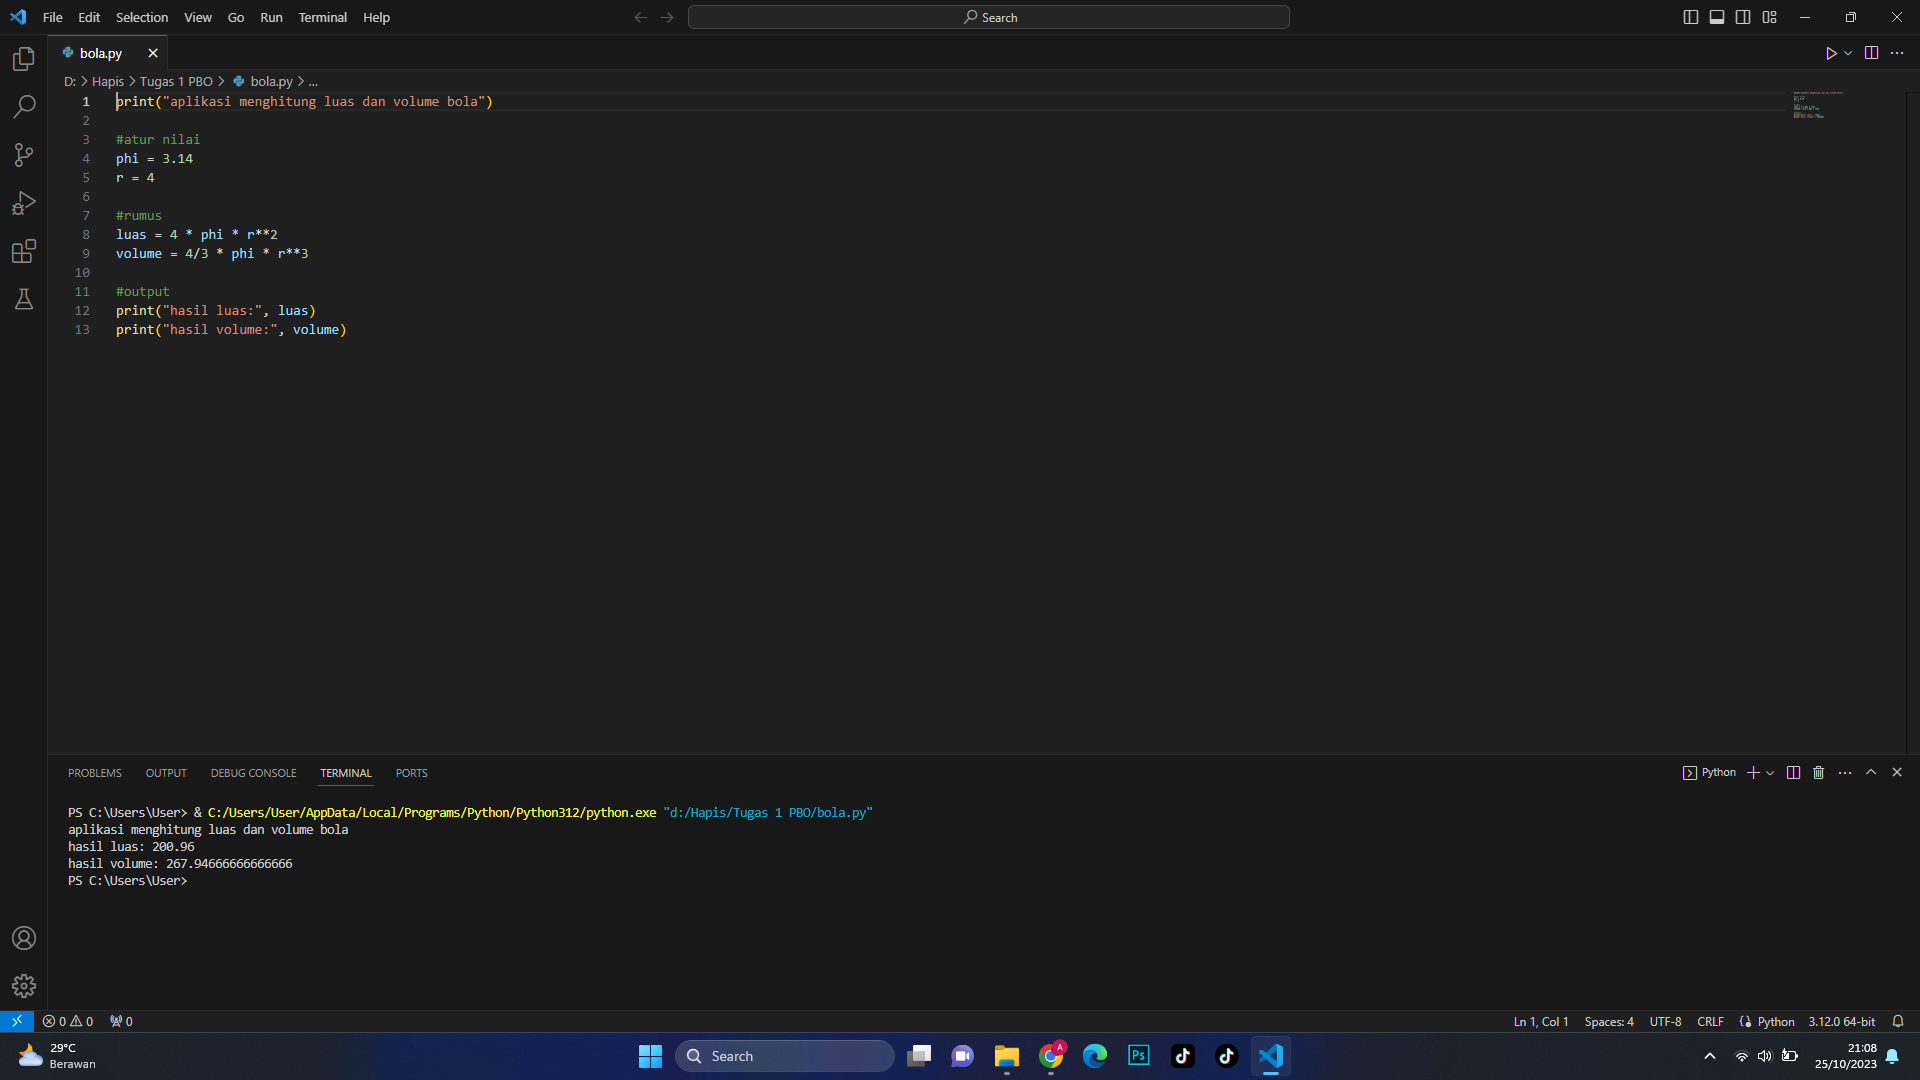 File Edit Selection View Go Run Terminal Help
Search
bola.py
D: > Hapis > Tugas 1 PBO > bola.py > ...
1 print("aplikasi menghitung luas dan volume bola")
2
3 #atur nilai
4 phi = 3.14
5 r = 4
6
7 #rumus
8 luas = 4 * phi * r**2
9 volume = 4/3 * phi * r**3
10
11 #output
12 print("hasil luas:", luas)
13 print("hasil volume:", volume)
PROBLEMS OUTPUT DEBUG CONSOLE TERMINAL PORTS
Python
PS C:\Users\User> & C:/Users/User/AppData/Local/Programs/Python/Python312/python.exe "d:/Hapis/Tugas 1 PBO/bola.py"
aplikasi menghitung luas dan volume bola
hasil luas: 200.96
hasil volume: 267.94666666666666
PS C:\Users\User>
0 0 0
Ln 1, Col 1 Spaces: 4 UTF-8 CRLF Python 3.12.0 64-bit
29°C
Berawan
Search
A
Ps
21:08
25/10/2023